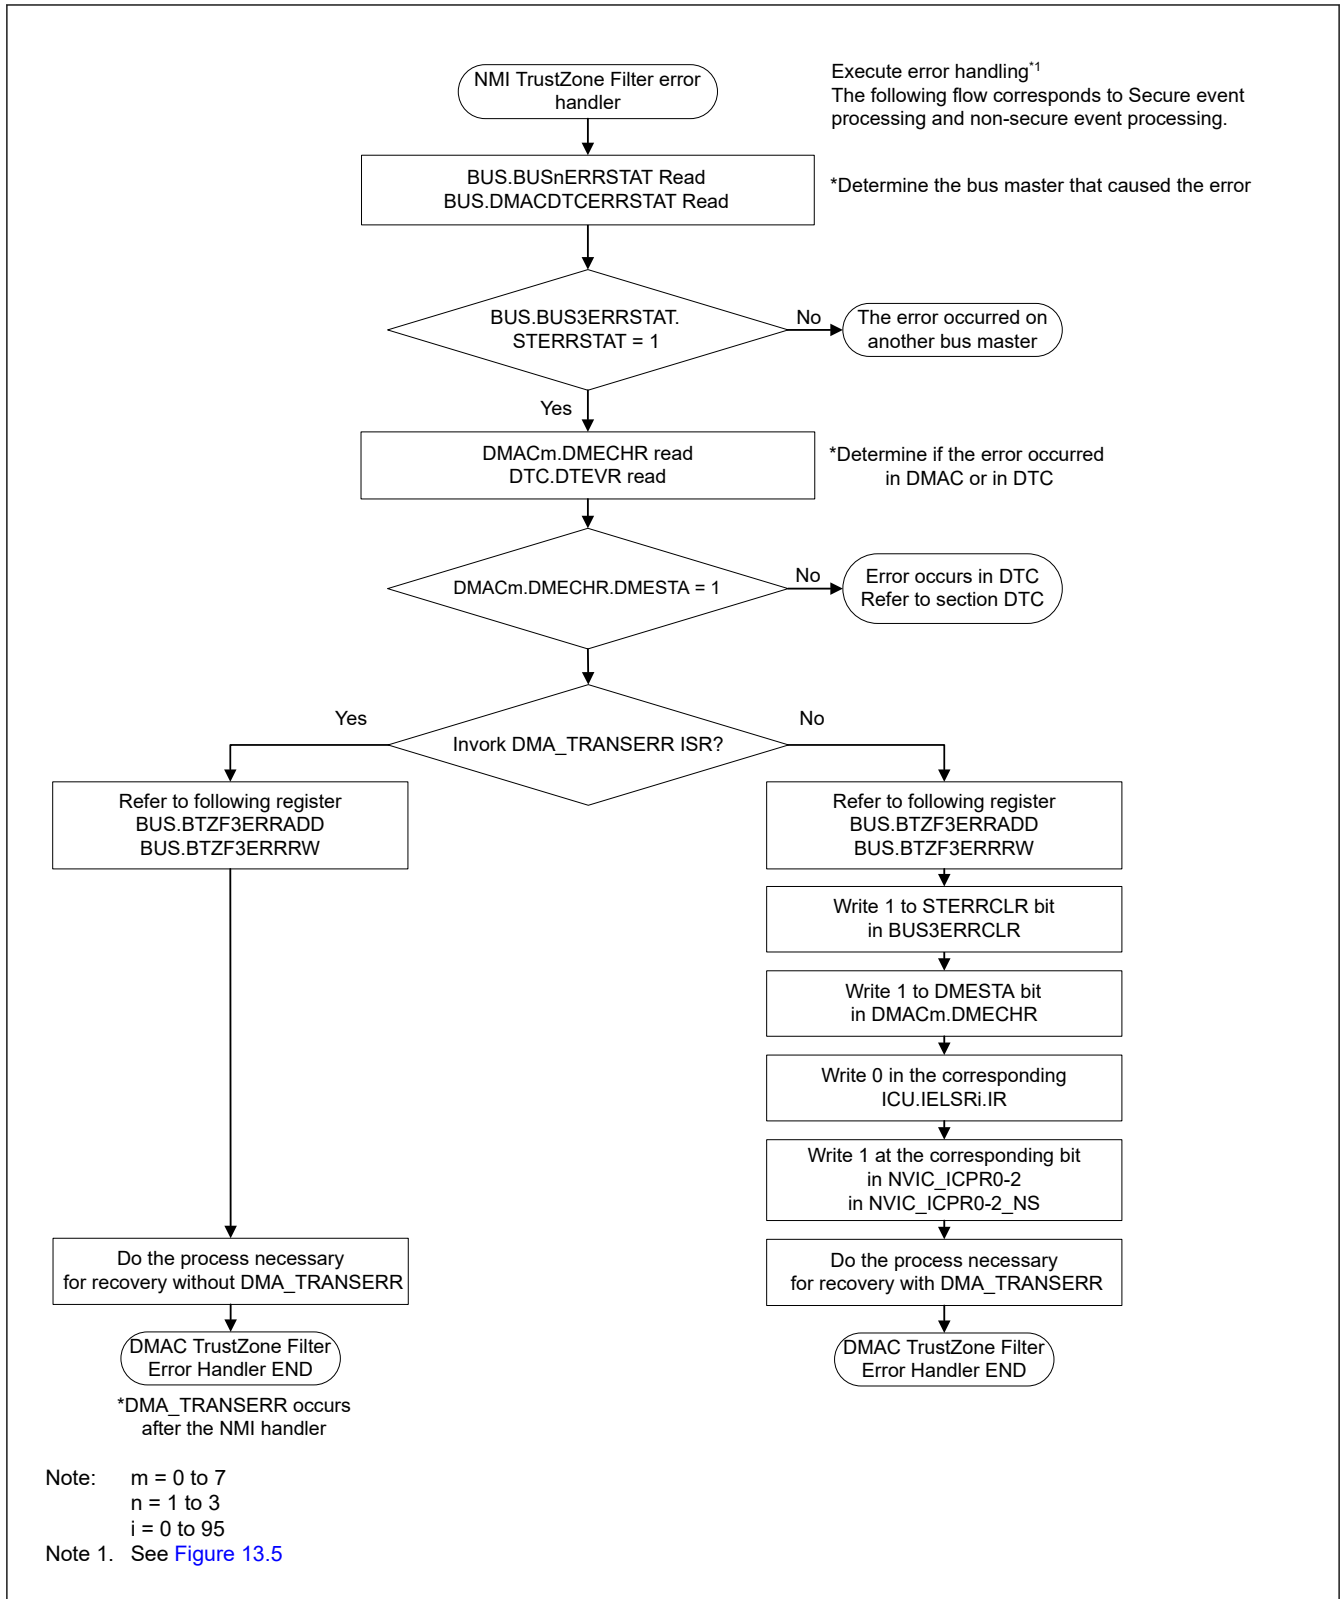 NMI TrustZone Filter error
handler
Execute error handling*1
The following flow corresponds to Secure event
processing and non-secure event processing.
BUS.BUSnERRSTAT Read
BUS.DMACDTCERRSTAT Read
*Determine the bus master that caused the error
BUS.BUS3ERRSTAT.
STERRSTAT = 1
No
The error occurred on
another bus master
Yes
DMACm.DMECHR read
DTC.DTEVR read
*Determine if the error occurred
in DMAC or in DTC
DMACm.DMECHR.DMESTA = 1
No
Error occurs in DTC
Refer to section DTC
Yes
Invork DMA_TRANSERR ISR?
No
Refer to following register
BUS.BTZF3ERRADD
BUS.BTZF3ERRRW
Refer to following register
BUS.BTZF3ERRADD
BUS.BTZF3ERRRW
Write 1 to STERRCLR bit
in BUS3ERRCLR
Write 1 to DMESTA bit
in DMACm.DMECHR
Write 0 in the corresponding
ICU.IELSRi.IR
Write 1 at the corresponding bit
in NVIC_ICPR0-2
in NVIC_ICPR0-2_NS
Do the process necessary
for recovery without DMA_TRANSERR
Do the process necessary
for recovery with DMA_TRANSERR
DMAC TrustZone Filter
Error Handler END
DMAC TrustZone Filter
Error Handler END
*DMA_TRANSERR occurs
after the NMI handler
Note: m = 0 to 7
n = 1 to 3
i = 0 to 95
Note 1. See Figure 13.5